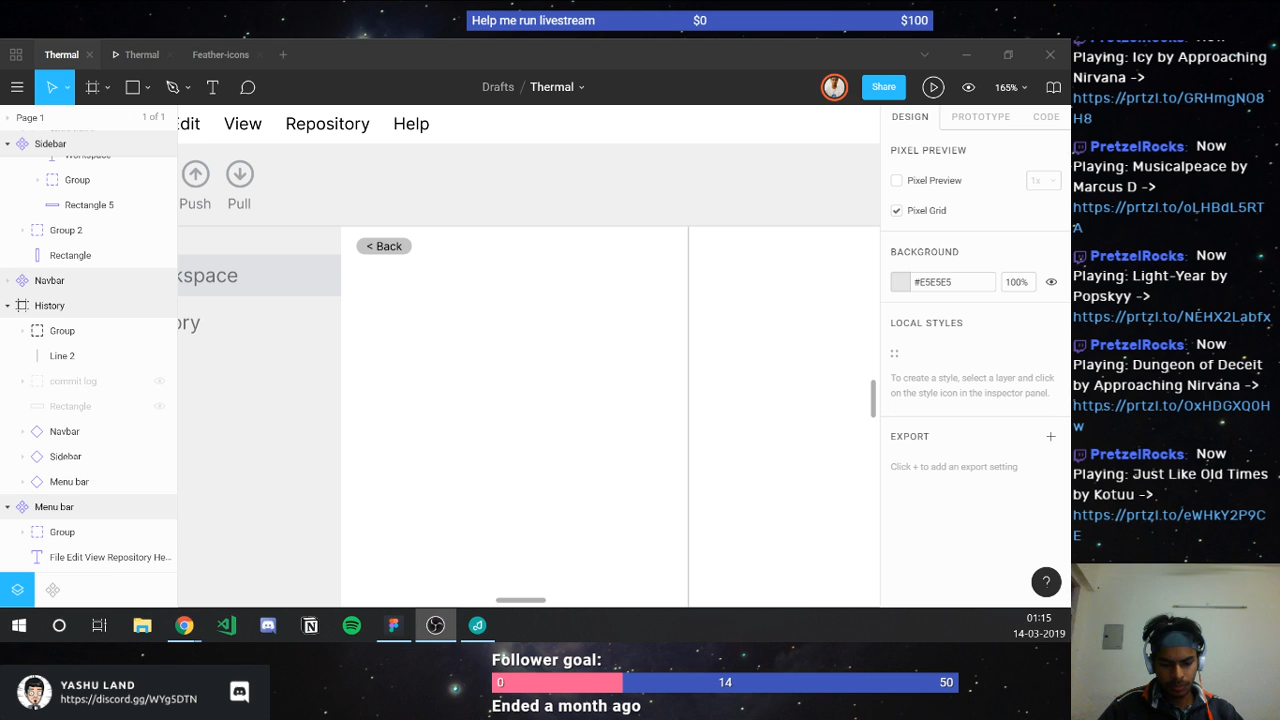 Help me run livestream $0 $100
Thermal
Thermal
Feather-icons
Drafts / Thermal
Share
165%
Page 1
1 of 1
Sidebar
Group
Rectangle 5
Group 2
Rectangle
Navbar
History
Group
Line 2
commit log
Rectangle
Navbar
Sidebar
Menu bar
Menu bar
Group
File Edit View Repository He...
dit View Repository Help
Push Pull
< Back
kspace
ory
DESIGN PROTOTYPE CODE
PIXEL PREVIEW
Pixel Preview
1x
Pixel Grid
BACKGROUND
#E5E5E5 100%
LOCAL STYLES
To create a style, select a layer and click
on the style icon in the inspector panel.
EXPORT
Click + to add an export setting
?
01:15
14-03-2019
PretzelRocks: Now
Playing: Icy by Approaching
Nirvana ->
https://prtzl.to/GRHmgNO8
H8
PretzelRocks: Now
Playing: Musicalpeace by
Marcus D ->
https://prtzl.to/oLHBdL5RT
A
PretzelRocks: Now
Playing: Light-Year by
Popskyy ->
https://prtzl.to/NEHX2Labfx
PretzelRocks: Now
Playing: Dungeon of Deceit
by Approaching Nirvana ->
https://prtzl.to/OxHDGXQ0H
w
PretzelRocks: Now
Playing: Just Like Old Times
by Kotuu ->
https://prtzl.to/eWHkY2P9C
E
YASHU LAND
https://discord.gg/WYg5DTN
Follower goal:
0 14 50
Ended a month ago